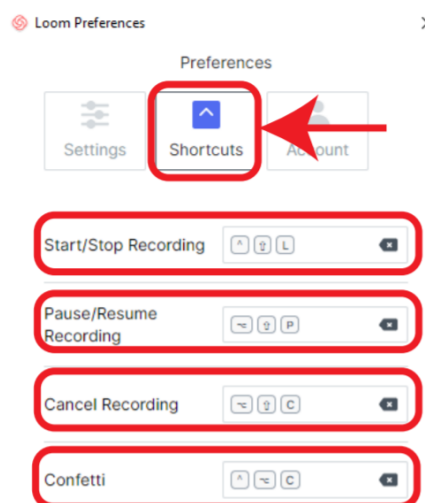 Loom Preferences
Preferences
Settings Shortcuts Account
Start/Stop Recording ^ ⇧ L
Pause/Resume
Recording ⌥ ⇧ P
Cancel Recording ⌥ ⇧ C
Confetti ^ ⌥ C